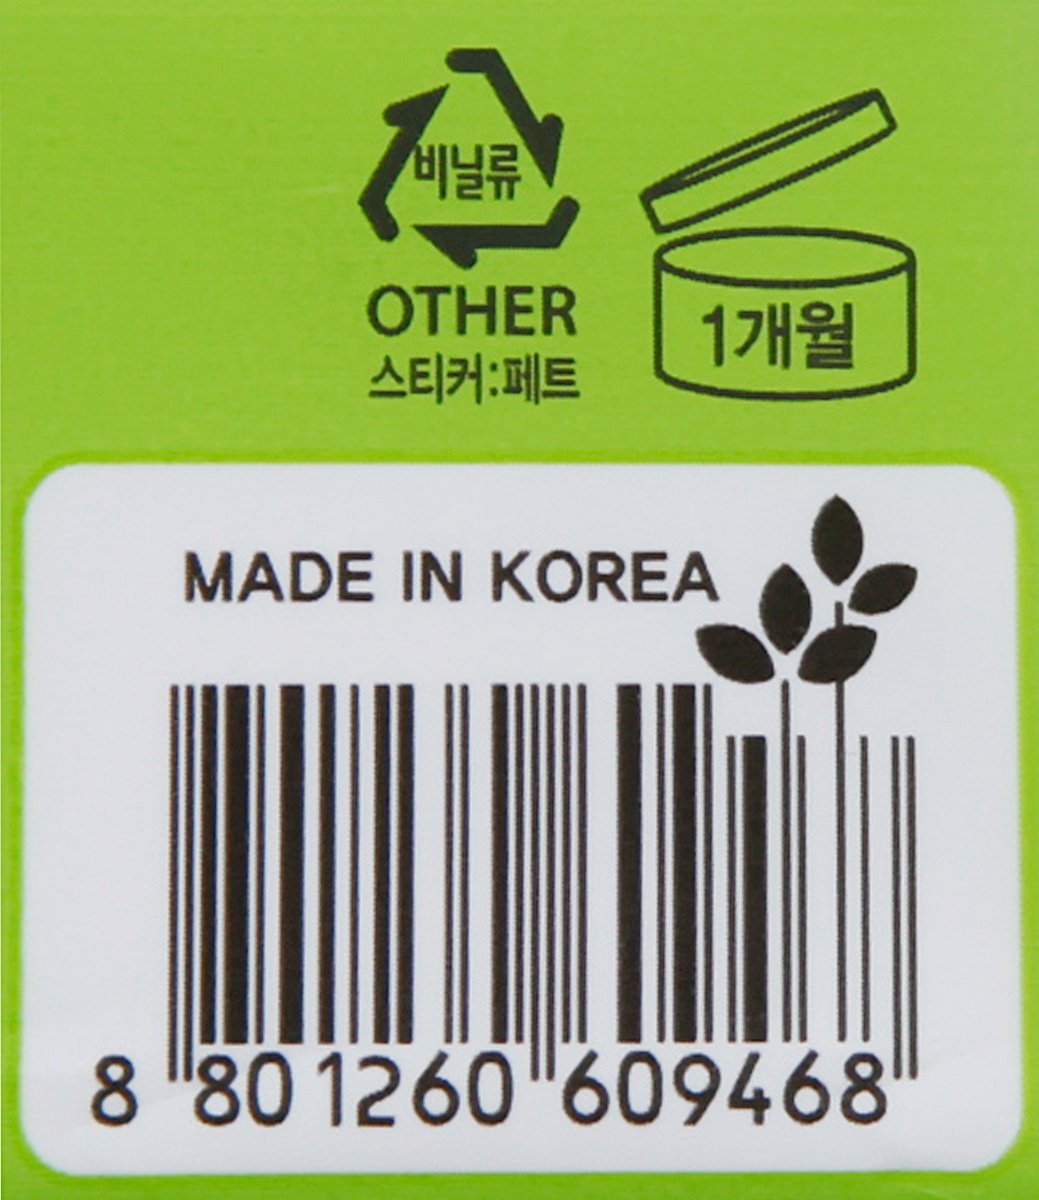 비닐류
OTHER
스티커:페트
1개월
MADE IN KOREA
8 801260 609468